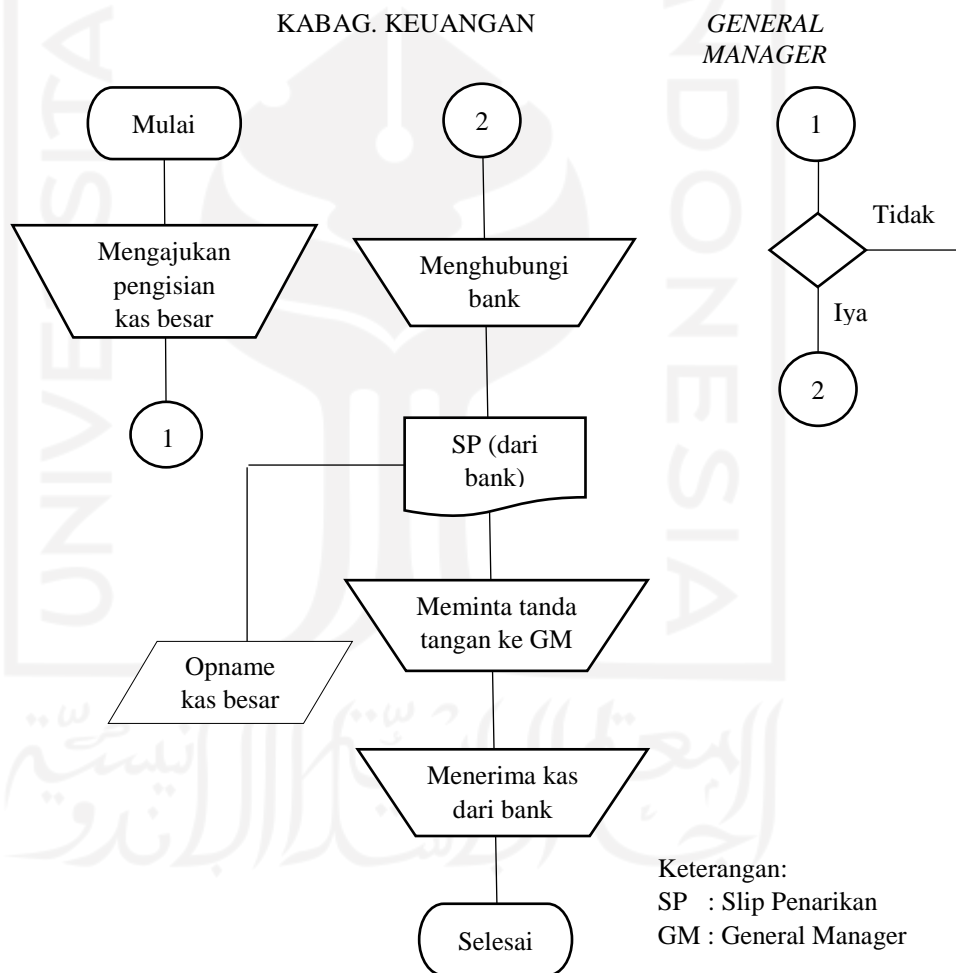 KABAG. KEUANGAN
GENERAL
MANAGER
Mulai
Mengajukan
pengisian
kas besar
1
2
Menghubungi
bank
SP (dari
bank)
Opname
kas besar
Meminta tanda
tangan ke GM
Menerima kas
dari bank
Selesai
1
Tidak
Iya
2
Keterangan:
SP : Slip Penarikan
GM : General Manager
UNIVERSITA
NDONESIA